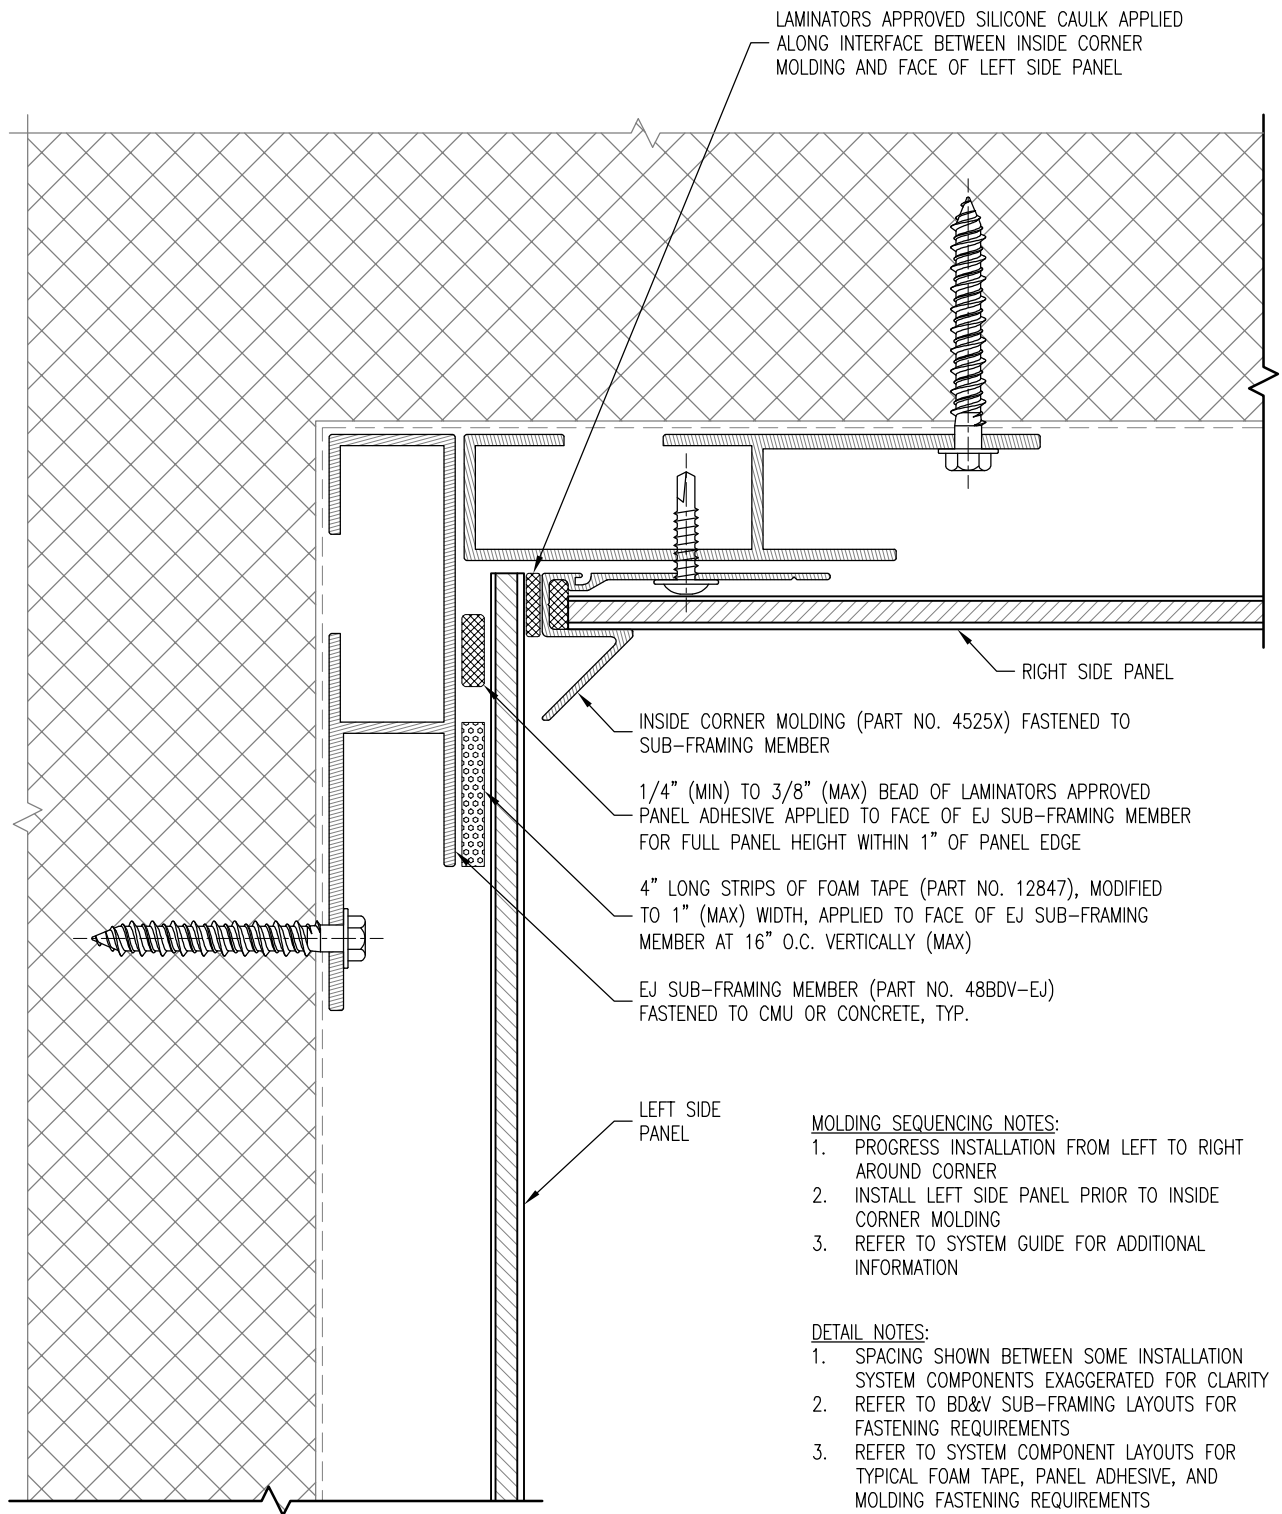 LAMINATORS APPROVED SILICONE CAULK APPLIED
ALONG INTERFACE BETWEEN INSIDE CORNER
MOLDING AND FACE OF LEFT SIDE PANEL
RIGHT SIDE PANEL
INSIDE CORNER MOLDING (PART NO. 4525X) FASTENED TO
SUB-FRAMING MEMBER
1/4" (MIN) TO 3/8" (MAX) BEAD OF LAMINATORS APPROVED
PANEL ADHESIVE APPLIED TO FACE OF EJ SUB-FRAMING MEMBER
FOR FULL PANEL HEIGHT WITHIN 1" OF PANEL EDGE
4" LONG STRIPS OF FOAM TAPE (PART NO. 12847), MODIFIED
TO 1" (MAX) WIDTH, APPLIED TO FACE OF EJ SUB-FRAMING
MEMBER AT 16" O.C. VERTICALLY (MAX)
EJ SUB-FRAMING MEMBER (PART NO. 48BDV-EJ)
FASTENED TO CMU OR CONCRETE, TYP.
LEFT SIDE
PANEL
MOLDING SEQUENCING NOTES:
1. PROGRESS INSTALLATION FROM LEFT TO RIGHT
AROUND CORNER
2. INSTALL LEFT SIDE PANEL PRIOR TO INSIDE
CORNER MOLDING
3. REFER TO SYSTEM GUIDE FOR ADDITIONAL
INFORMATION
DETAIL NOTES:
1. SPACING SHOWN BETWEEN SOME INSTALLATION
SYSTEM COMPONENTS EXAGGERATED FOR CLARITY
2. REFER TO BD&V SUB-FRAMING LAYOUTS FOR
FASTENING REQUIREMENTS
3. REFER TO SYSTEM COMPONENT LAYOUTS FOR
TYPICAL FOAM TAPE, PANEL ADHESIVE, AND
MOLDING FASTENING REQUIREMENTS